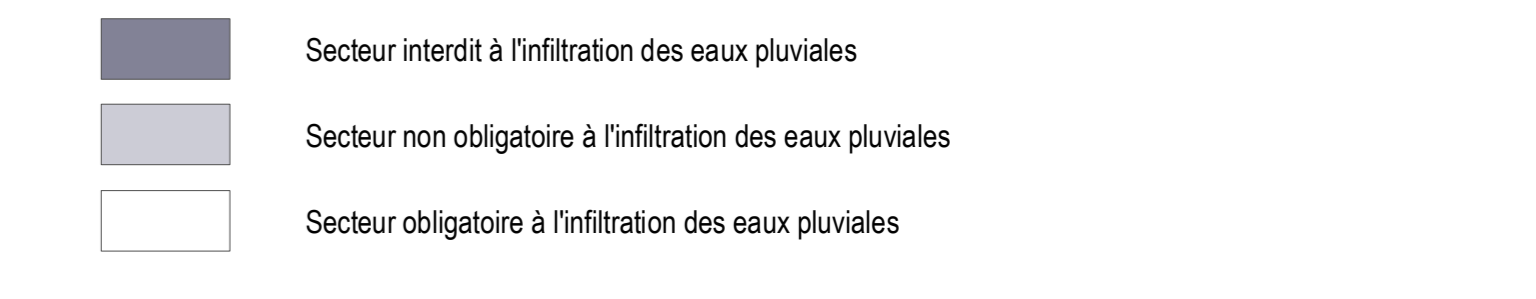 Secteur interdit à l'infiltration des eaux pluviales
Secteur non obligatoire à l'infiltration des eaux pluviales
Secteur obligatoire à l'infiltration des eaux pluviales